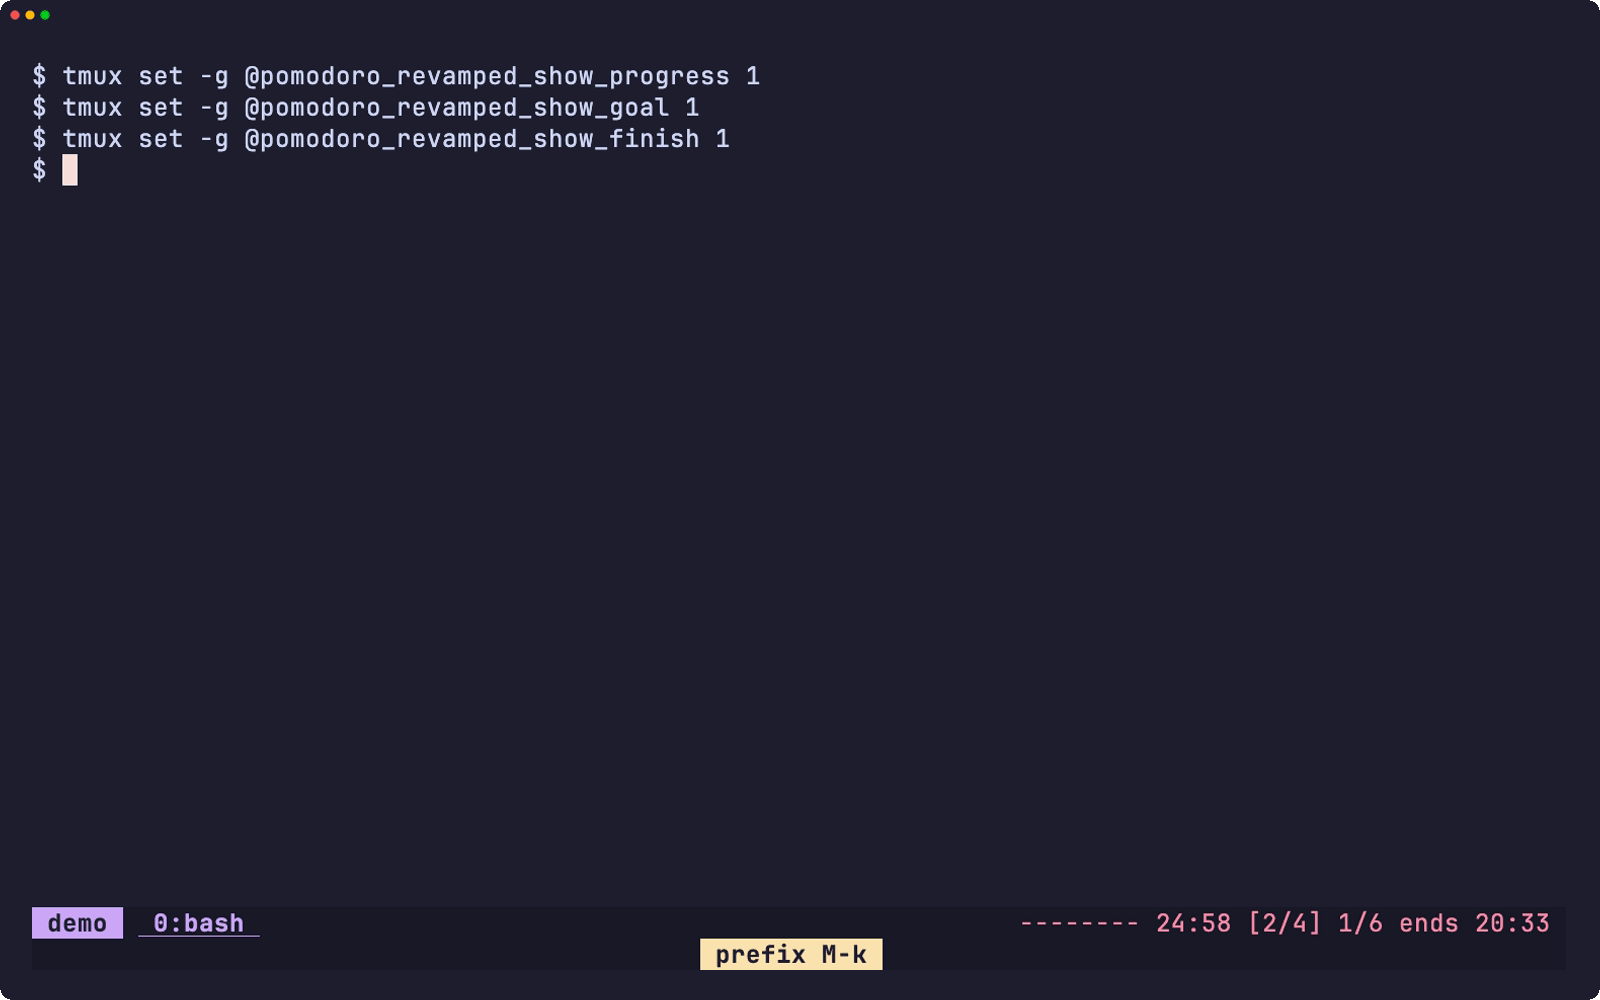 $ tmux set -g @pomodoro_revamped_show_progress 1
$ tmux set -g @pomodoro_revamped_show_goal 1
$ tmux set -g @pomodoro_revamped_show_finish 1
$
demo 0:bash -------- 24:58 [2/4] 1/6 ends 20:33
prefix M-k